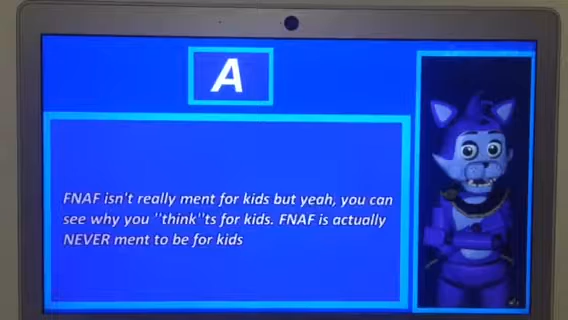 A
FNAF isn't really ment for kids but yeah, you can
see why you ''think''ts for kids. FNAF is actually
NEVER ment to be for kids